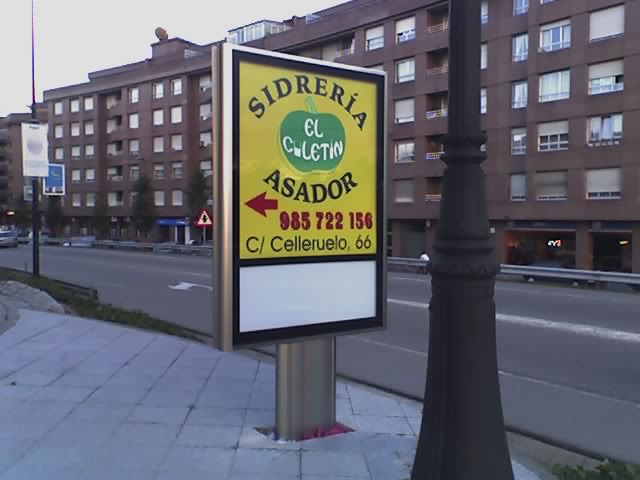 SIDRERÍA
EL
CULETÍN
ASADOR
985 722 156
C/ Celleruelo, 66